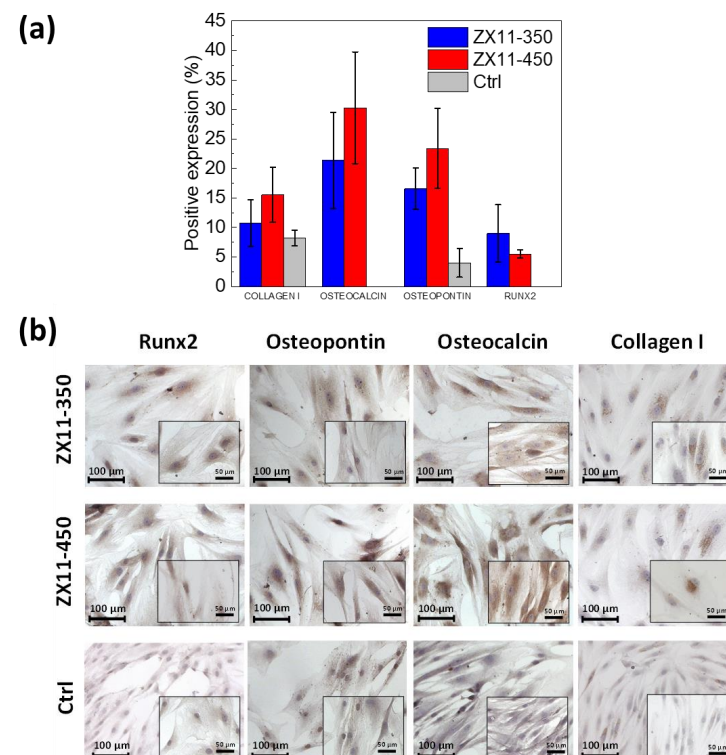 (a)
45
40
35
30
25
20
15
10
5
0
Positive expression (%)
ZX11-350
ZX11-450
Ctrl
COLLAGEN I OSTEOCALCIN OSTEOPONTIN RUNX2
(b)
Runx2 Osteopontin Osteocalcin Collagen I
ZX11-350
100 µm 50 µm 100 µm 50 µm 100 µm 50 µm 100 µm 50 µm
ZX11-450
100 µm 50 µm 100 µm 50 µm 100 µm 50 µm 100 µm 50 µm
Ctrl
100 µm 50 µm 100 µm 50 µm 100 µm 50 µm 100 µm 50 µm